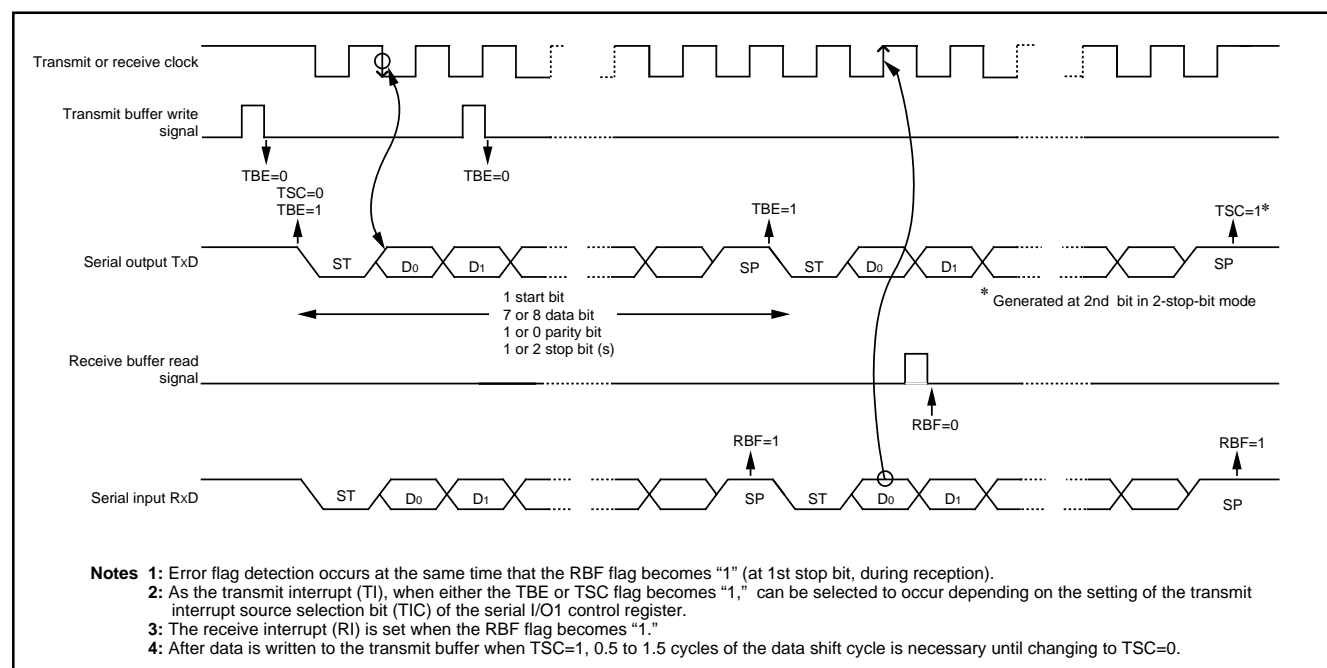 Transmit or receive clock
Transmit buffer write
signal
TBE=0
TSC=0
TBE=1
TBE=0
TBE=1
TSC=1*
Serial output TxD
ST
D0
D1
SP
ST
D0
D1
SP
* Generated at 2nd bit in 2-stop-bit mode
1 start bit
7 or 8 data bit
1 or 0 parity bit
1 or 2 stop bit (s)
Receive buffer read
signal
RBF=0
RBF=1
RBF=1
Serial input RxD
ST
D0
D1
SP
ST
D0
D1
SP
Notes 1: Error flag detection occurs at the same time that the RBF flag becomes “1” (at 1st stop bit, during reception).
2: As the transmit interrupt (TI), when either the TBE or TSC flag becomes “1,” can be selected to occur depending on the setting of the transmit
interrupt source selection bit (TIC) of the serial I/O1 control register.
3: The receive interrupt (RI) is set when the RBF flag becomes “1.”
4: After data is written to the transmit buffer when TSC=1, 0.5 to 1.5 cycles of the data shift cycle is necessary until changing to TSC=0.